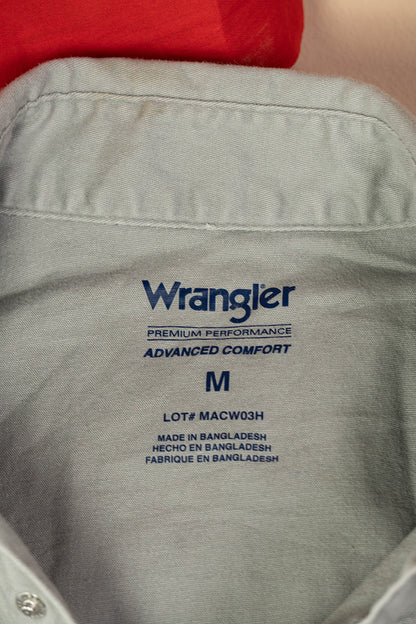 Wrangler
PREMIUM PERFORMANCE
ADVANCED COMFORT
M
LOT# MACW03H
MADE IN BANGLADESH
HECHO EN BANGLADESH
FABRIQUE EN BANGLADESH